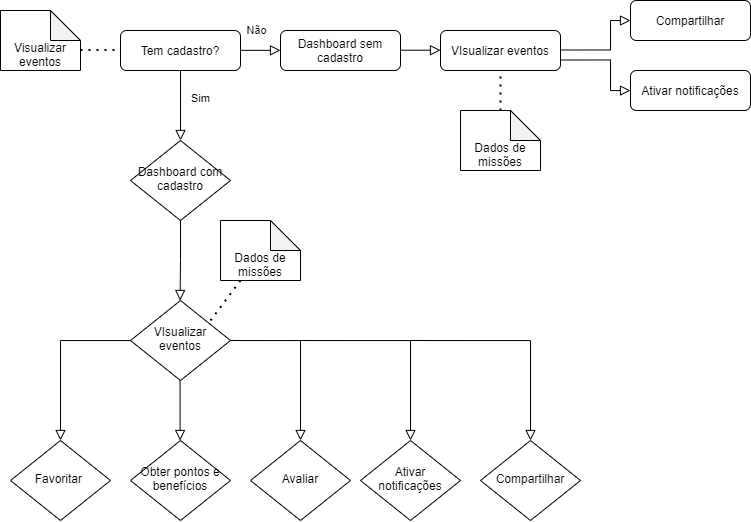 Visualizar
eventos
Tem cadastro?
Não
Dashboard sem
cadastro
VIsualizar eventos
Compartilhar
Ativar notificações
Sim
Dados de
missões
Dashboard com
cadastro
Dados de
missões
VIsualizar
eventos
Favoritar
Obter pontos e
benefícios
Avaliar
Ativar
notificações
Compartilhar